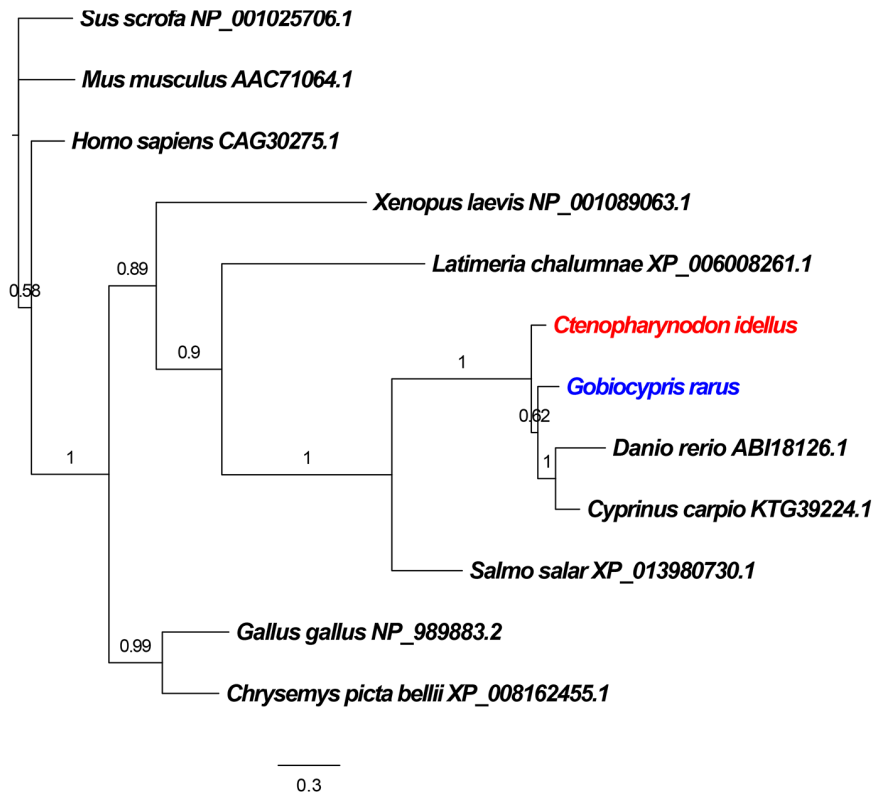 Sus scrofa NP_001025706.1
Mus musculus AAC71064.1
Homo sapiens CAG30275.1
Xenopus laevis NP_001089063.1
0.89
Latimeria chalumnae XP_006008261.1
0.58
Ctenopharynodon idellus
0.9
1
Gobiocypris rarus
0.62
Danio rerio ABI18126.1
1
1
1
Cyprinus carpio KTG39224.1
Salmo salar XP_013980730.1
Gallus gallus NP_989883.2
0.99
Chrysemys picta bellii XP_008162455.1
0.3